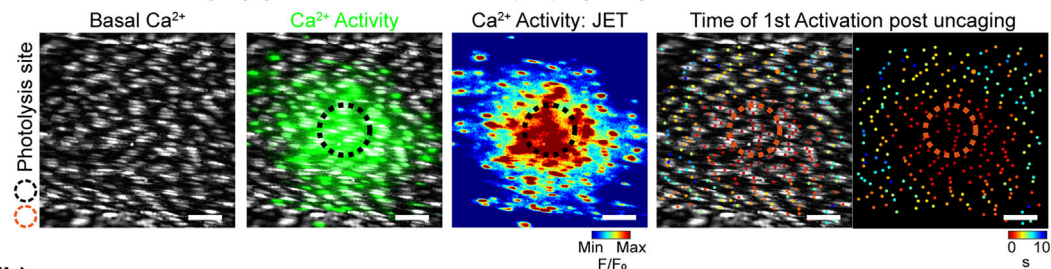 Basal Ca²⁺
Ca²⁺ Activity
Ca²⁺ Activity: JET
Time of 1st Activation post uncaging
Photolysis site
Min Max
F/F₀
0 10
s